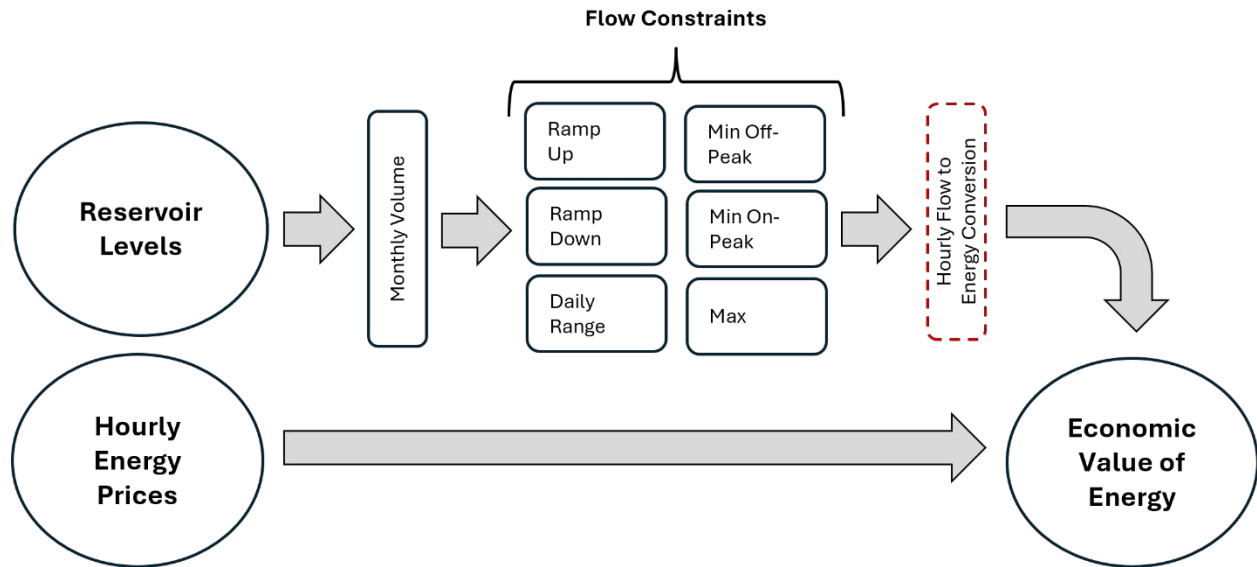 Flow Constraints
Reservoir
Levels
Monthly Volume
Ramp
Up
Min Off-
Peak
Ramp
Down
Min On-
Peak
Daily
Range
Max
Hourly Flow to
Energy Conversion
Hourly
Energy
Prices
Economic
Value of
Energy